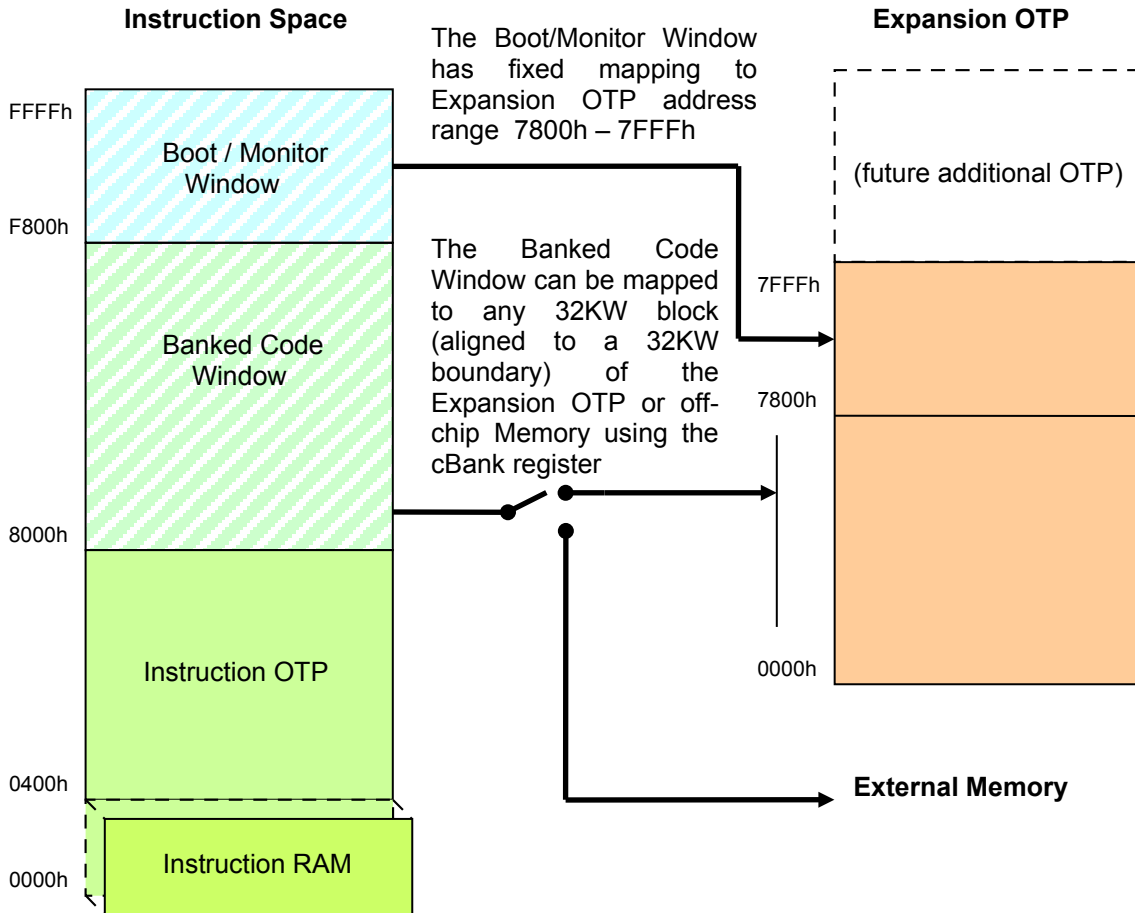 Instruction Space
FFFFh
Boot / Monitor
Window
F800h
Banked Code
Window
8000h
Instruction OTP
0400h
Instruction RAM
0000h
The Boot/Monitor Window
has fixed mapping to
Expansion OTP address
range 7800h – 7FFFh
The Banked Code
Window can be mapped
to any 32KW block
(aligned to a 32KW
boundary) of the
Expansion OTP or off-
chip Memory using the
cBank register
Expansion OTP
(future additional OTP)
7FFFh
7800h
0000h
External Memory